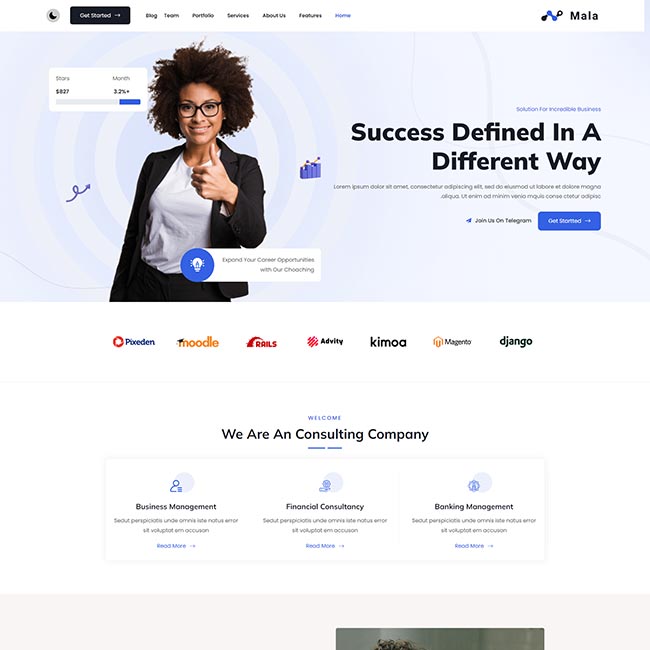 Get Started
Blog Team Portfolio Services About Us Features Home
Mala
Stars Month
$827 3.2%+
Solution For Incredible Business
Success Defined In A
Different Way
Lorem ipsum dolor sit amet, consectetur adipiscing elit, sed do eiusmod ut labore et dolore magna
.aliqua. Ut enim ad minim venia mquis conse ctetur adipisc
Join Us On Telegram
Get Startted
Expand Your Career Opportunities
with Our Choaching
Pixeden moodle RAILS Advity kimoa Magento django
WELCOME
We Are An Consulting Company
Business Management
Sedut perspiciatis unde omnis iste natus error
sit voluptat em accusan
Read More
Financial Consultancy
Sedut perspiciatis unde omnis iste natus error
sit voluptat em accusan
Read More
Banking Management
Sedut perspiciatis unde omnis iste natus error
sit voluptat em accusan
Read More